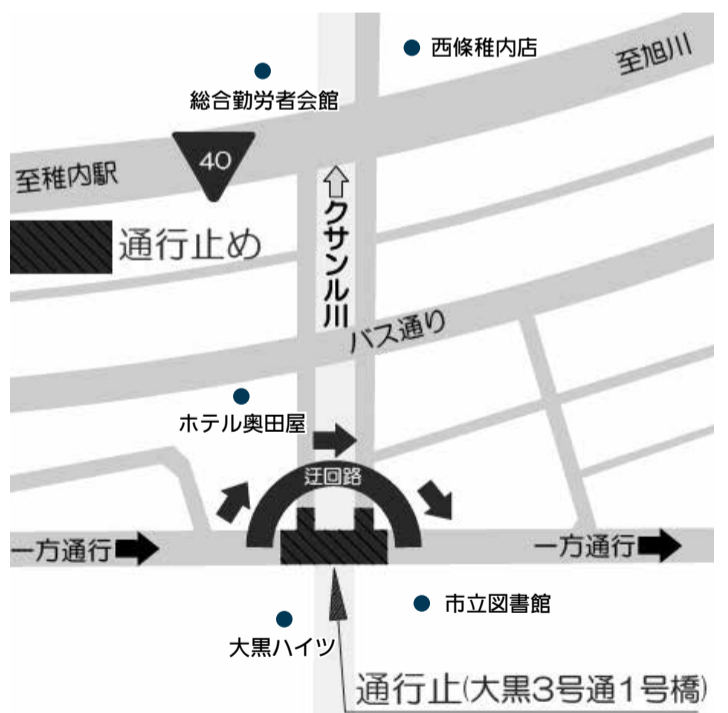 西條稚内店
至旭川
総合勤労者会館
40
至稚内駅
通行止め
⇧クサンル川
バス通り
ホテル奥田屋
迂回路
一方通行
一方通行
市立図書館
大黒ハイツ
通行止(大黒3号通1号橋)